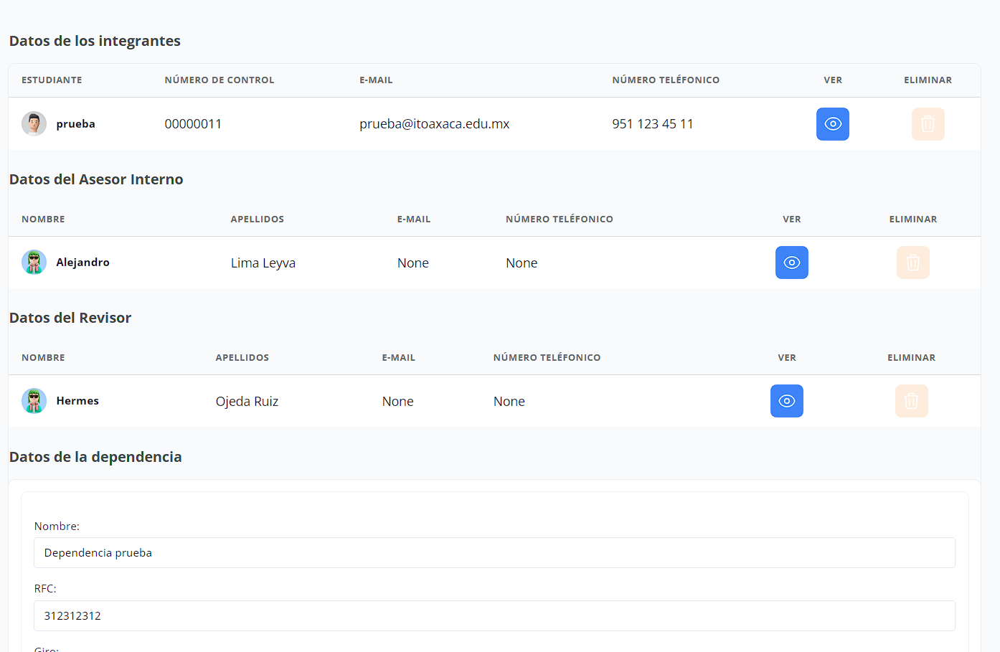 Datos de los integrantes
ESTUDIANTE NÚMERO DE CONTROL E-MAIL NÚMERO TELÉFONICO VER ELIMINAR
prueba 00000011 prueba@itoaxaca.edu.mx 951 123 45 11
Datos del Asesor Interno
NOMBRE APELLIDOS E-MAIL NÚMERO TELÉFONICO VER ELIMINAR
Alejandro Lima Leyva None None
Datos del Revisor
NOMBRE APELLIDOS E-MAIL NÚMERO TELÉFONICO VER ELIMINAR
Hermes Ojeda Ruiz None None
Datos de la dependencia
Nombre:
Dependencia prueba
RFC:
312312312
Giro: